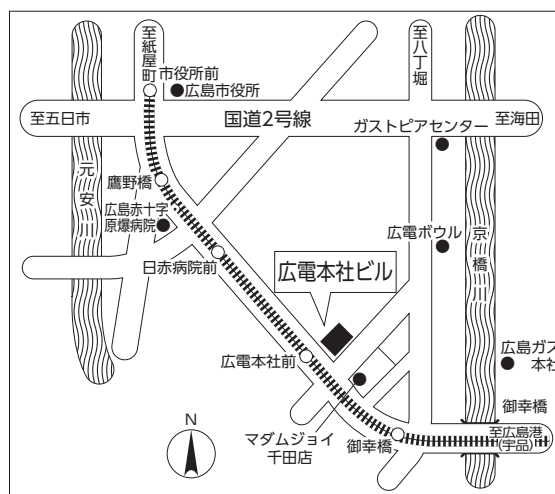 至紙屋町
市役所前
広島市役所
至八丁堀
至五日市
国道2号線
至海田
ガストピアセンター
元安川
鷹野橋
広島赤十字
原爆病院
日赤病院前
広電ボウル
京橋川
広電本社ビル
広電本社前
広島ガス
本社
御幸橋
マダムジョイ
千田店
御幸橋
至広島港
(宇品)
N